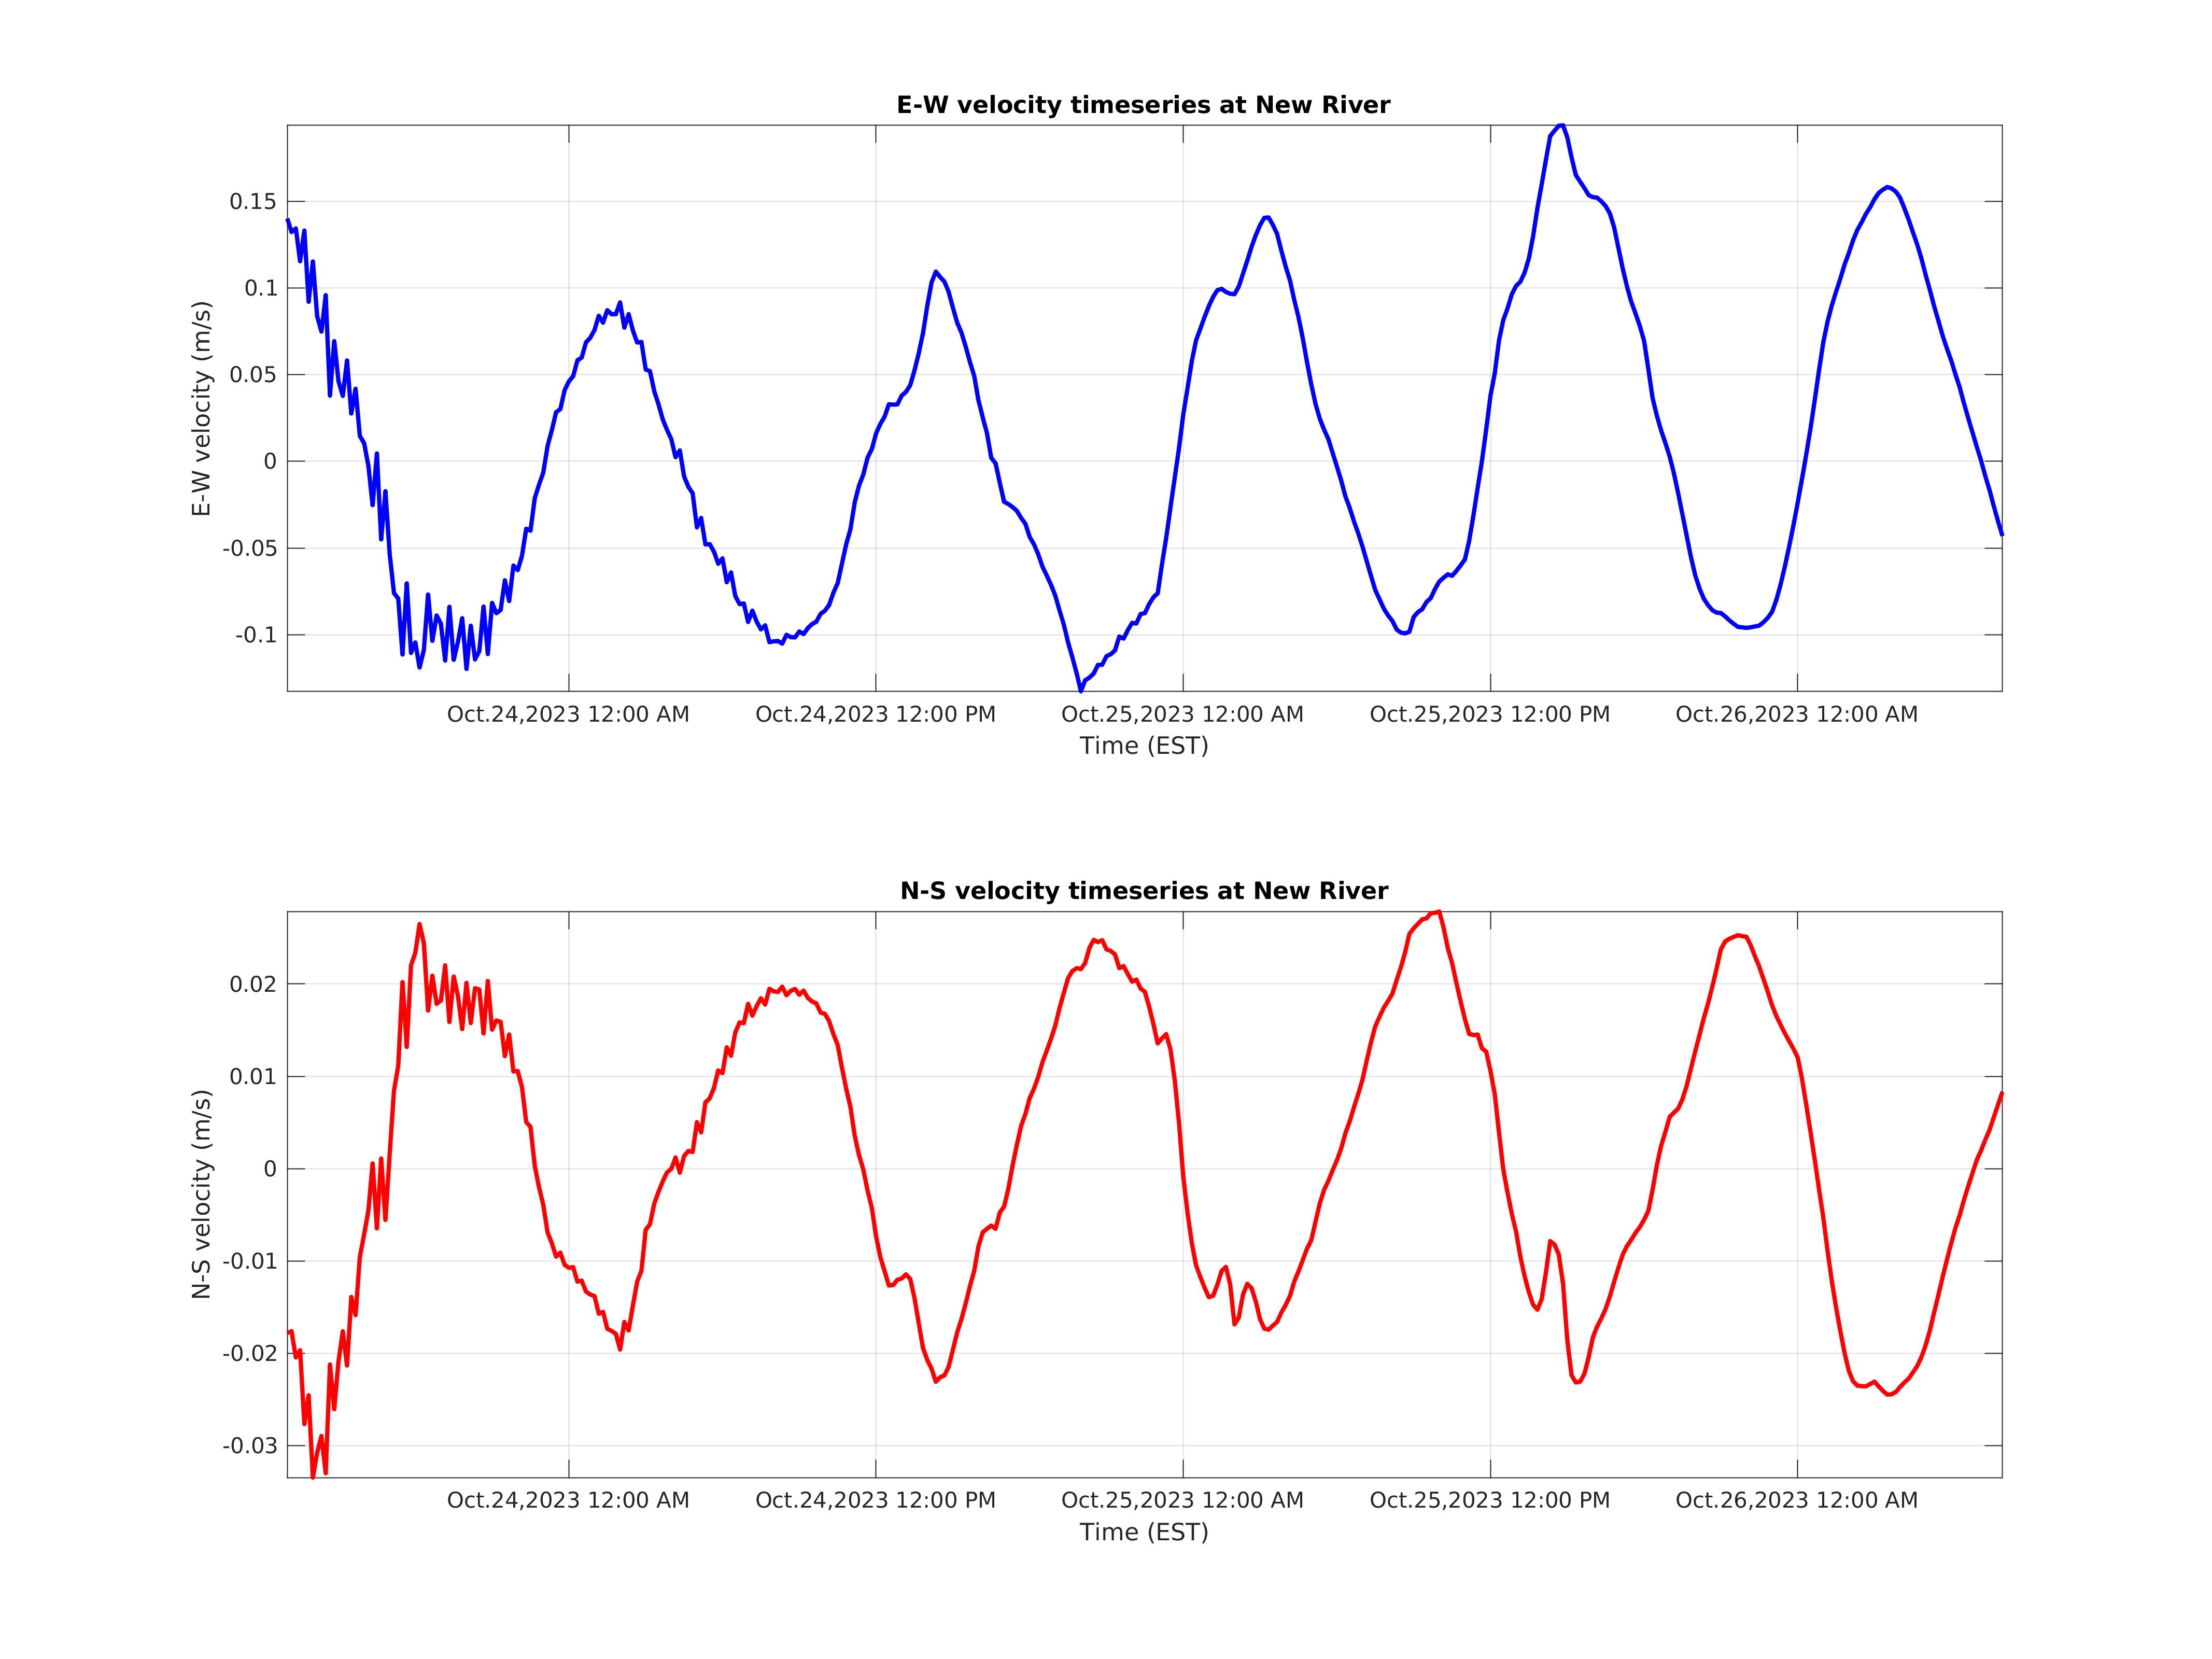 E-W velocity timeseries at New River
E-W velocity (m/s)
0.15
0.1
0.05
0
-0.05
-0.1
Oct.24,2023 12:00 AM
Oct.24,2023 12:00 PM
Oct.25,2023 12:00 AM
Oct.25,2023 12:00 PM
Oct.26,2023 12:00 AM
Time (EST)
N-S velocity timeseries at New River
N-S velocity (m/s)
0.02
0.01
0
-0.01
-0.02
-0.03
Oct.24,2023 12:00 AM
Oct.24,2023 12:00 PM
Oct.25,2023 12:00 AM
Oct.25,2023 12:00 PM
Oct.26,2023 12:00 AM
Time (EST)